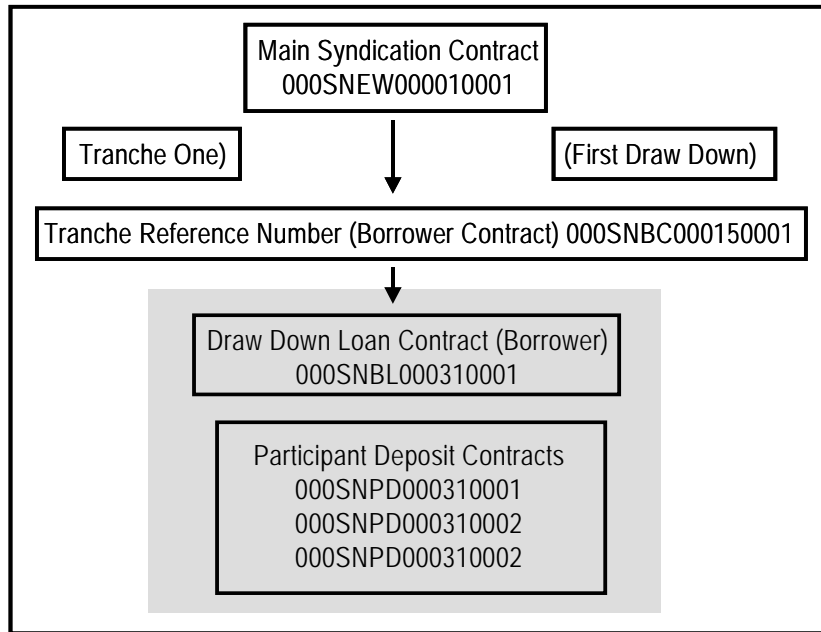 Main Syndication Contract
000SNEW000010001
Tranche One)
(First Draw Down)
Tranche Reference Number (Borrower Contract) 000SNBC000150001
Draw Down Loan Contract (Borrower)
000SNBL000310001
Participant Deposit Contracts
000SNPD000310001
000SNPD000310002
000SNPD000310002